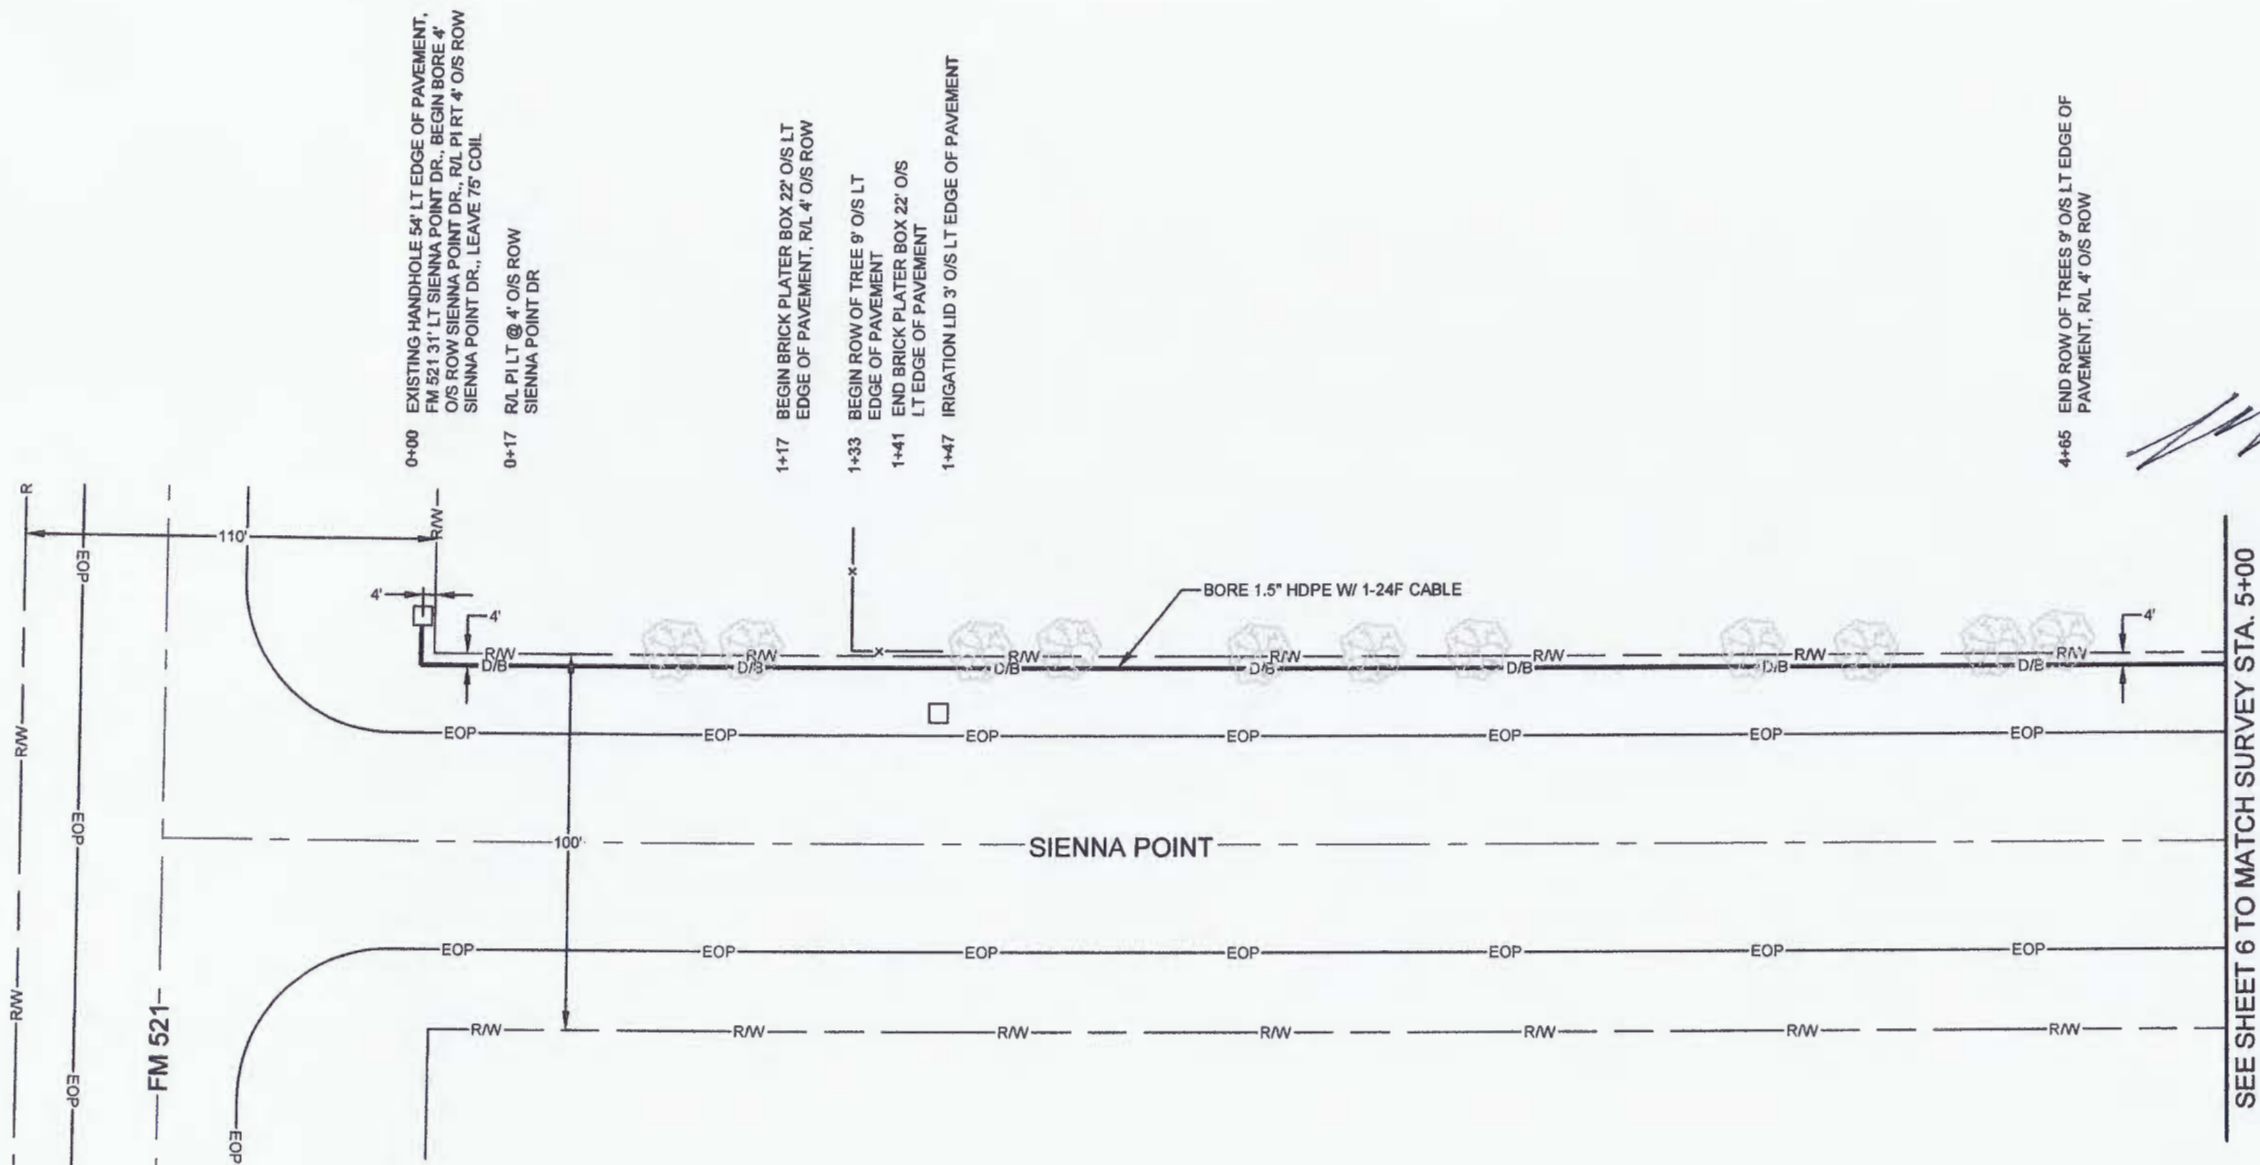 0+00 EXISTING HANDHOLE 54' LT EDGE OF PAVEMENT,
FM 521 31' LT SIENNA POINT DR., BEGIN BORE 4'
O/S ROW SIENNA POINT DR., R/L PI RT 4' O/S ROW
SIENNA POINT DR., LEAVE 75' COIL
0+17 R/L PI LT @ 4' O/S ROW
SIENNA POINT DR
1+17 BEGIN BRICK PLATER BOX 22' O/S LT
EDGE OF PAVEMENT, R/L 4' O/S ROW
1+33 BEGIN ROW OF TREE 9' O/S LT
EDGE OF PAVEMENT
1+41 END BRICK PLATER BOX 22' O/S
LT EDGE OF PAVEMENT
1+47 IRIGATION LID 3' O/S LT EDGE OF PAVEMENT
4+65 END ROW OF TREES 9' O/S LT EDGE OF
PAVEMENT, R/L 4' O/S ROW
R
R/W
110'
EOP
4'
4'
x
BORE 1.5" HDPE W/ 1-24F CABLE
4'
R/W R/W x R/W R/W R/W R/W R/W
D/B D/B D/B D/B D/B D/B D/B
R/W
EOP EOP EOP EOP EOP EOP EOP
EOP
100'
SIENNA POINT
EOP EOP EOP EOP EOP EOP EOP
R/W
FM 521
R/W R/W R/W R/W R/W R/W R/W
EOP
EOP
SEE SHEET 6 TO MATCH SURVEY STA. 5+00